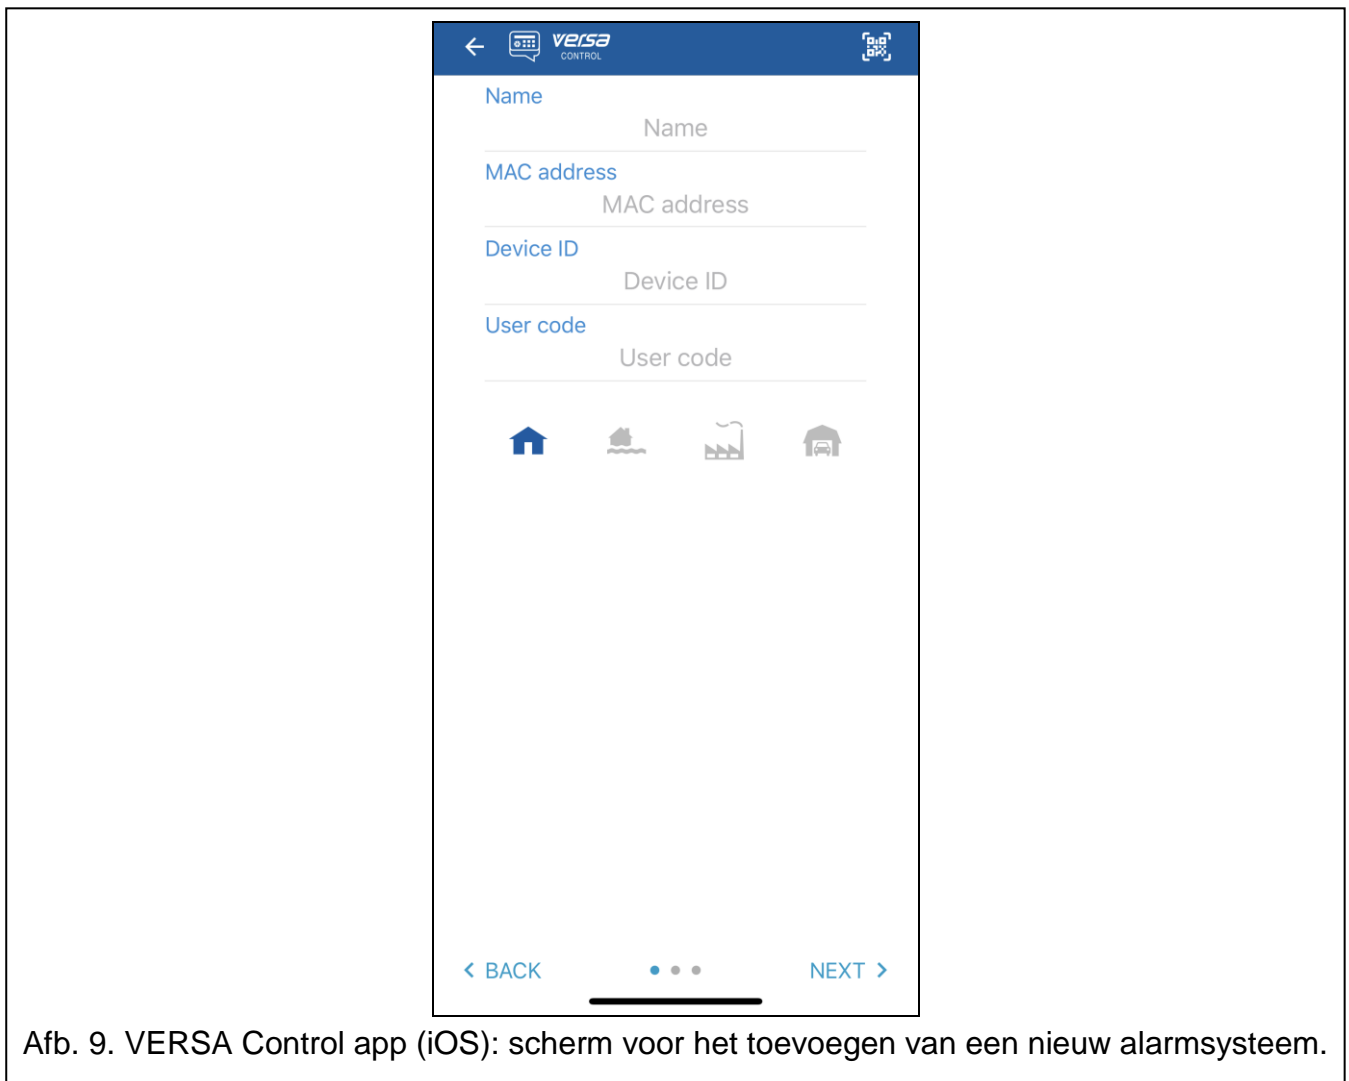 VERSA
CONTROL
Name
Name
MAC address
MAC address
Device ID
Device ID
User code
User code
BACK
NEXT
Afb. 9. VERSA Control app (iOS): scherm voor het toevoegen van een nieuw alarmsysteem.